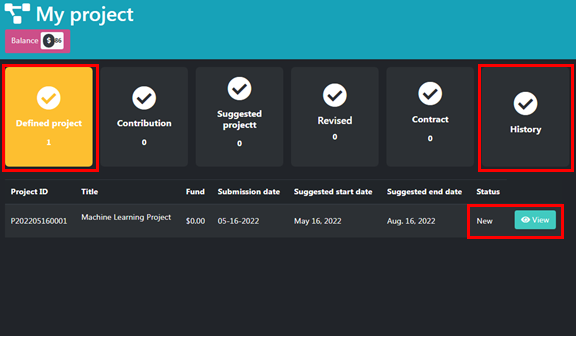 My project
Balance $ 86
Defined project
1
Contribution
0
Suggested
projectt
0
Revised
0
Contract
0
History
Project ID Title Fund Submission date Suggested start date Suggested end date Status
P202205160001 Machine Learning Project $0.00 05-16-2022 May 16, 2022 Aug. 16, 2022 New View